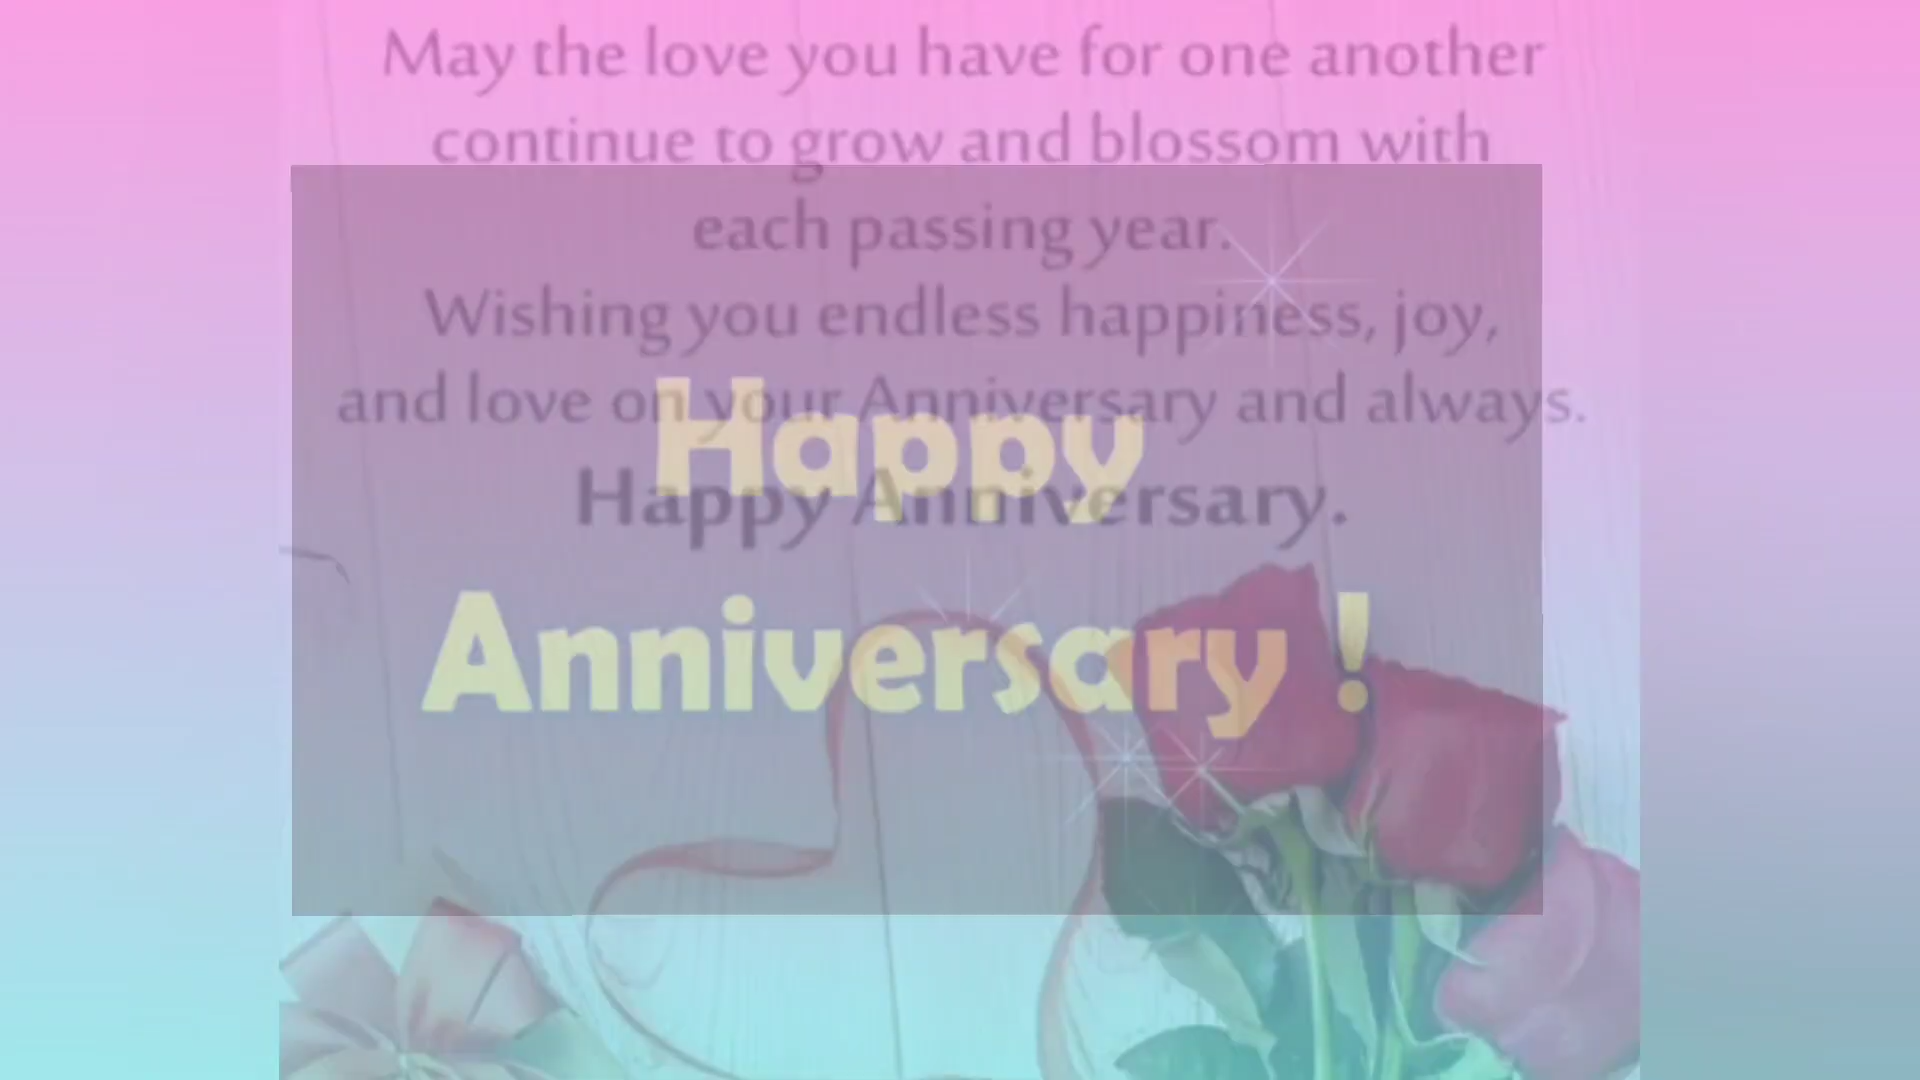 May the love you have for one another
continue to grow and blossom with
each passing year.
Wishing you endless happiness, joy,
and love on your Anniversary and always.
Happy Anniversary.
Happy
Anniversary !